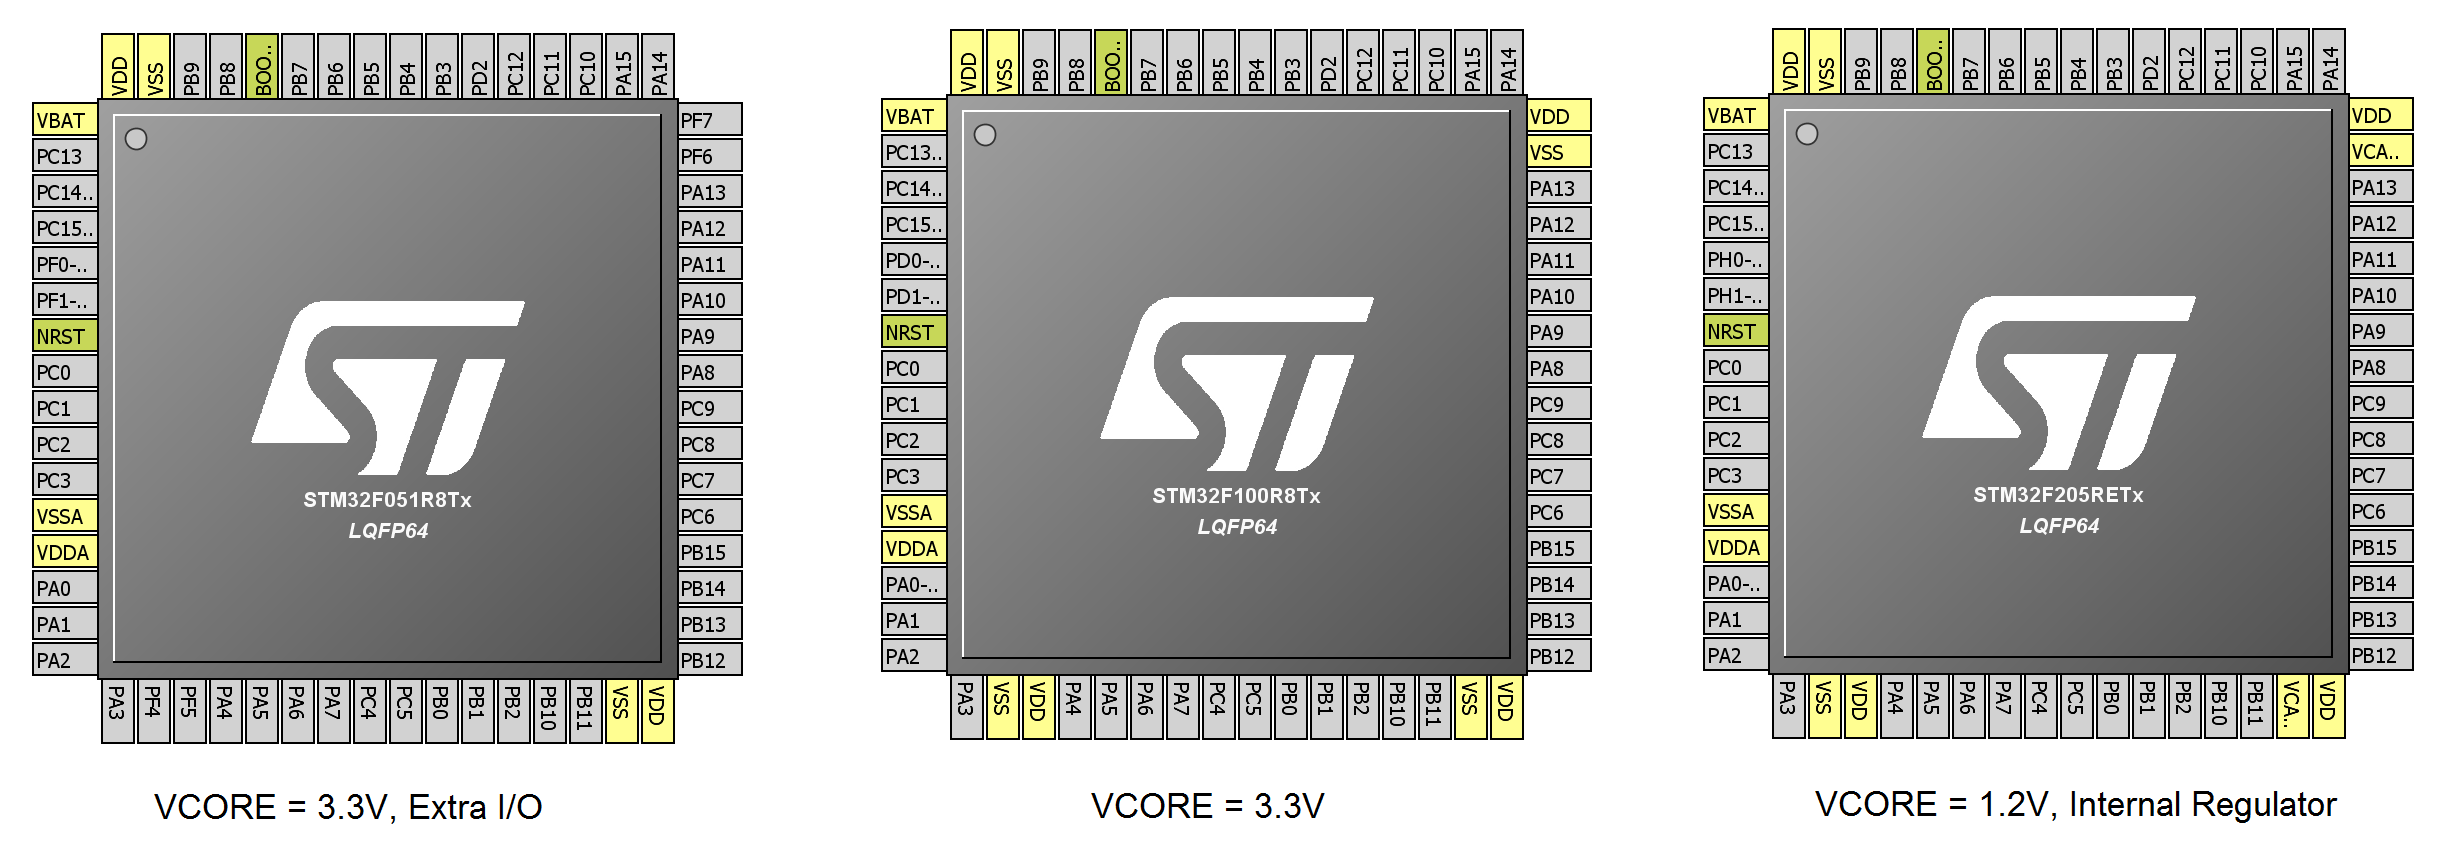 VDD VSS PB9 PB8 BOO.. PB7 PB6 PB5 PB4 PB3 PD2 PC12 PC11 PC10 PA15 PA14
VBAT PF7
PC13 PF6
PC14.. PA13
PC15.. PA12
PF0-.. PA11
PF1-.. PA10
NRST PA9
PC0 PA8
PC1 PC9
PC2 PC8
PC3 PC7
VSSA PC6
VDDA PB15
PA0 PB14
PA1 PB13
PA2 PB12
ST
STM32F051R8Tx
LQFP64
PA3 PF4 PF5 PA4 PA5 PA6 PA7 PC4 PC5 PB0 PB1 PB2 PB10 PB11 VSS VDD
VCORE = 3.3V, Extra I/O
VDD VSS PB9 PB8 BOO.. PB7 PB6 PB5 PB4 PB3 PD2 PC12 PC11 PC10 PA15 PA14
VBAT VDD
PC13.. VSS
PC14.. PA13
PC15.. PA12
PD0-.. PA11
PD1-.. PA10
NRST PA9
PC0 PA8
PC1 PC9
PC2 PC8
PC3 PC7
VSSA PC6
VDDA PB15
PA0-.. PB14
PA1 PB13
PA2 PB12
ST
STM32F100R8Tx
LQFP64
PA3 VSS VDD PA4 PA5 PA6 PA7 PC4 PC5 PB0 PB1 PB2 PB10 PB11 VSS VDD
VCORE = 3.3V
VDD VSS PB9 PB8 BOO.. PB7 PB6 PB5 PB4 PB3 PD2 PC12 PC11 PC10 PA15 PA14
VBAT VDD
PC13 VCA..
PC14.. PA13
PC15.. PA12
PH0-.. PA11
PH1-.. PA10
NRST PA9
PC0 PA8
PC1 PC9
PC2 PC8
PC3 PC7
VSSA PC6
VDDA PB15
PA0-.. PB14
PA1 PB13
PA2 PB12
ST
STM32F205RETx
LQFP64
PA3 VSS VDD PA4 PA5 PA6 PA7 PC4 PC5 PB0 PB1 PB2 PB10 PB11 VCA.. VDD
VCORE = 1.2V, Internal Regulator